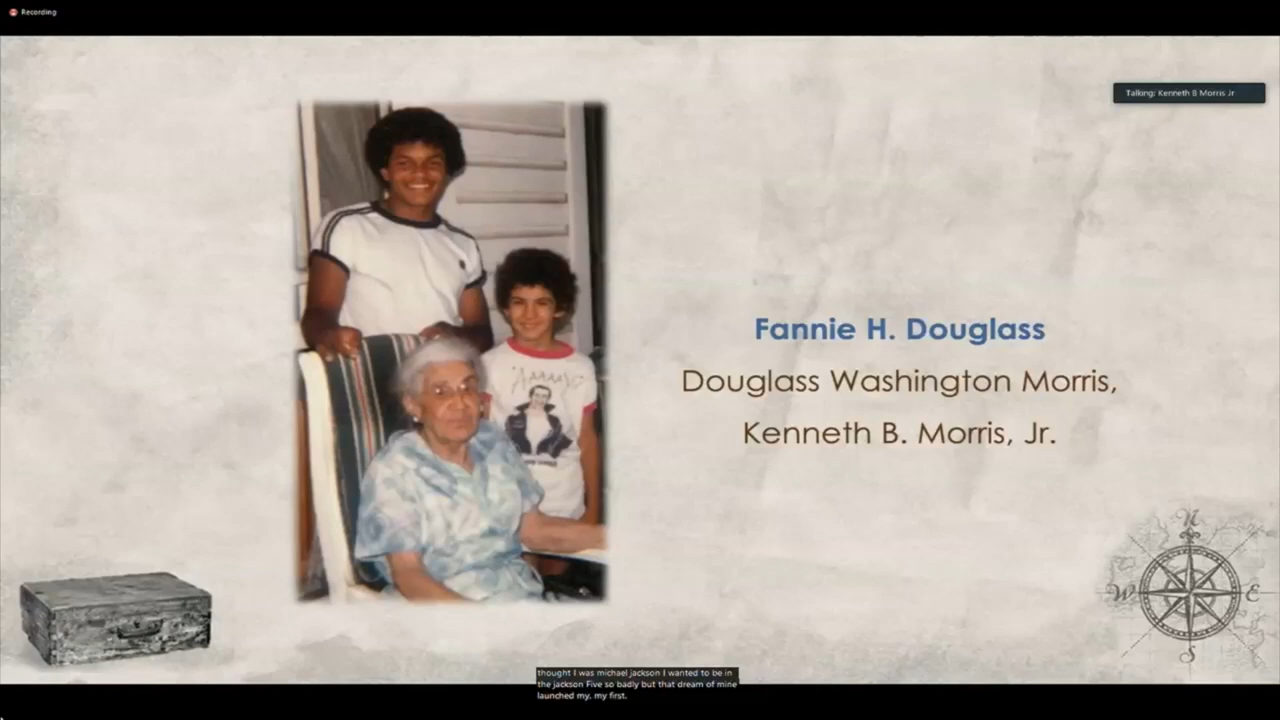 Recording
Talking: Kenneth B Morris Jr
Fannie H. Douglass
Douglass Washington Morris,
Kenneth B. Morris, Jr.
AAAAAY
N
W
E
S
thought I was michael jackson I wanted to be in
the jackson Five so badly but that dream of mine
launched my, my first.